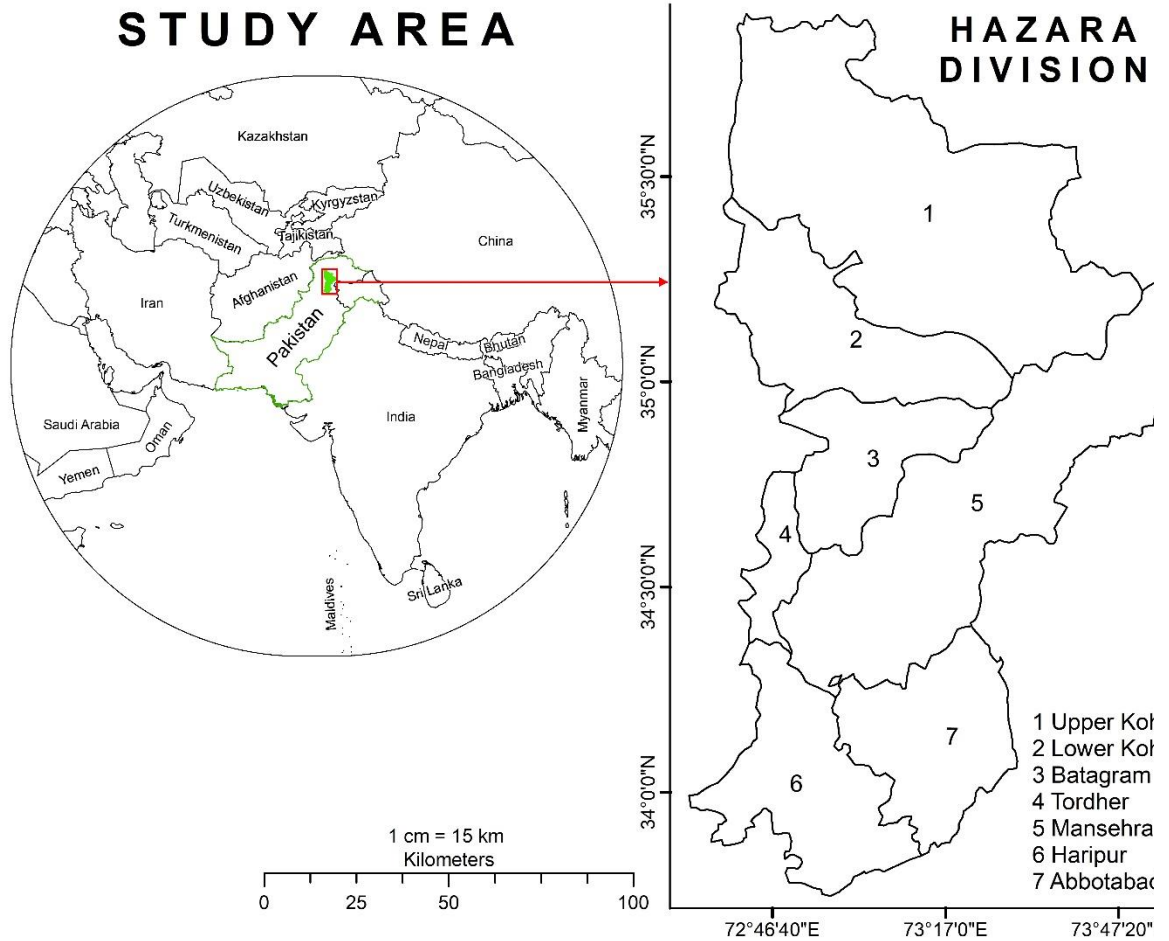 STUDY AREA
Kazakhstan
Uzbekistan
Kyrgyzstan
Turkmenistan
Tajikistan
China
Afghanistan
Iran
Pakistan
Nepal
Bhutan
Bangladesh
Saudi Arabia
Oman
India
Myanmar
Yemen
Sri Lanka
Maldives
1 cm = 15 km
Kilometers
0 25 50 100
HAZARA
DIVISION
35°30'0"N
35°0'0"N
34°30'0"N
34°0'0"N
1
2
3
5
4
7
6
1 Upper Koh
2 Lower Koh
3 Batagram
4 Tordher
5 Mansehra
6 Haripur
7 Abbotabad
72°46'40"E 73°17'0"E 73°47'20"